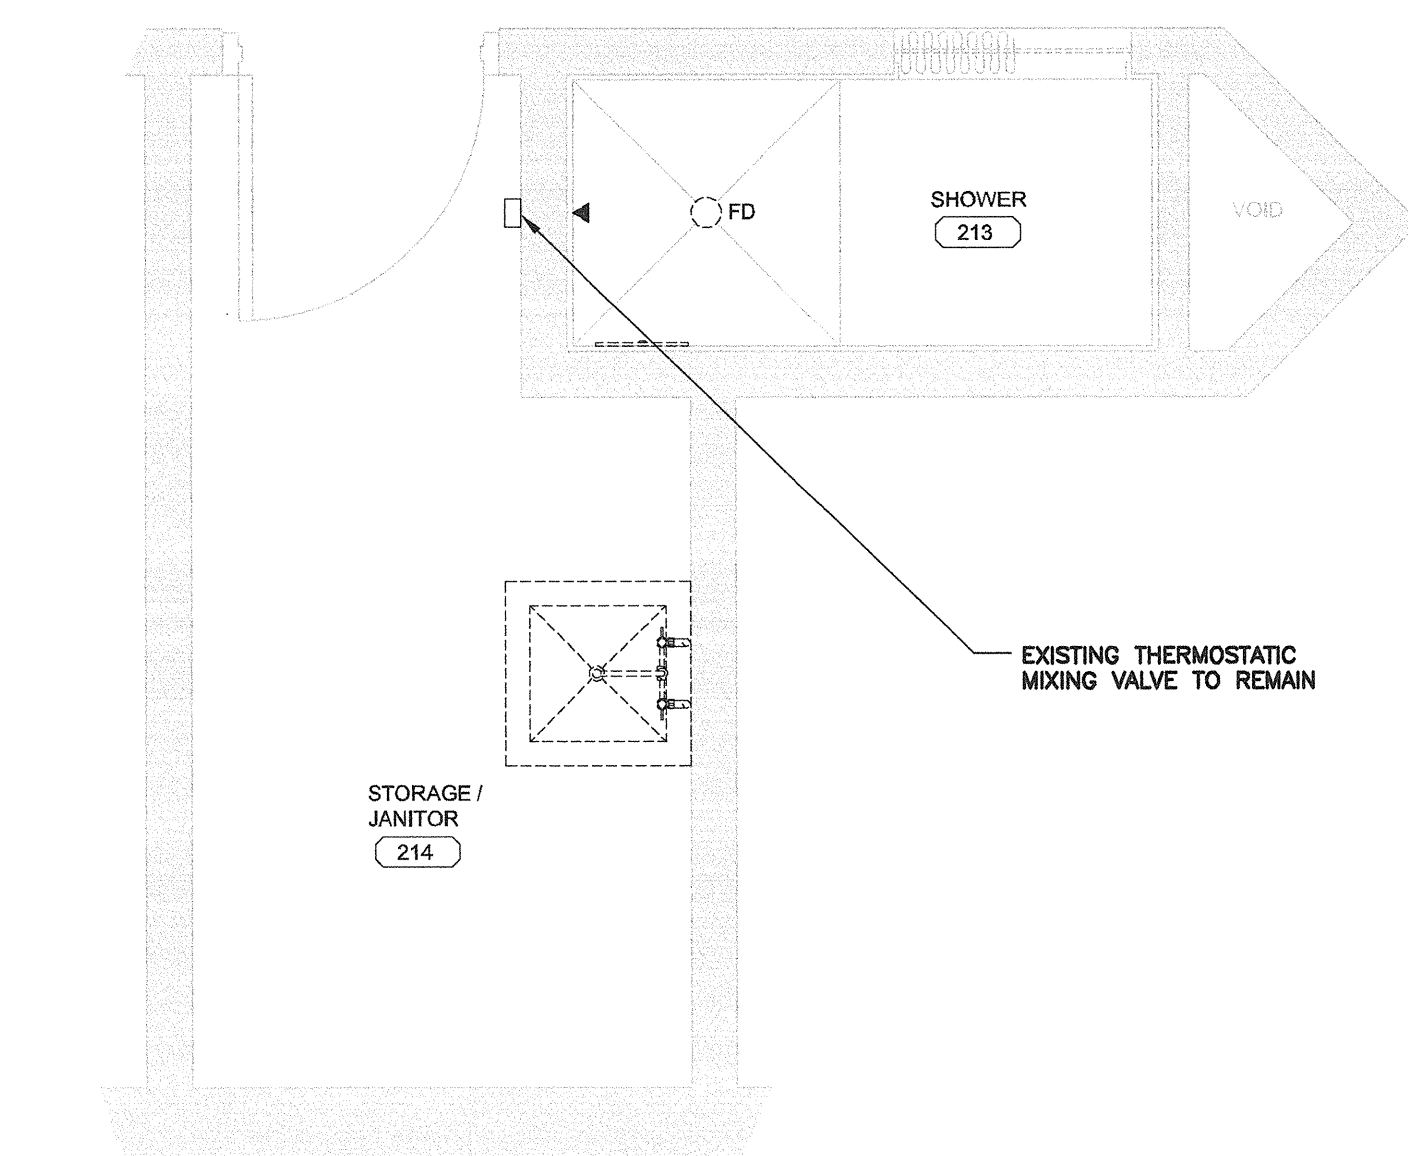 SHOWER
213
VOID
FD
EXISTING THERMOSTATIC
MIXING VALVE TO REMAIN
STORAGE /
JANITOR
214